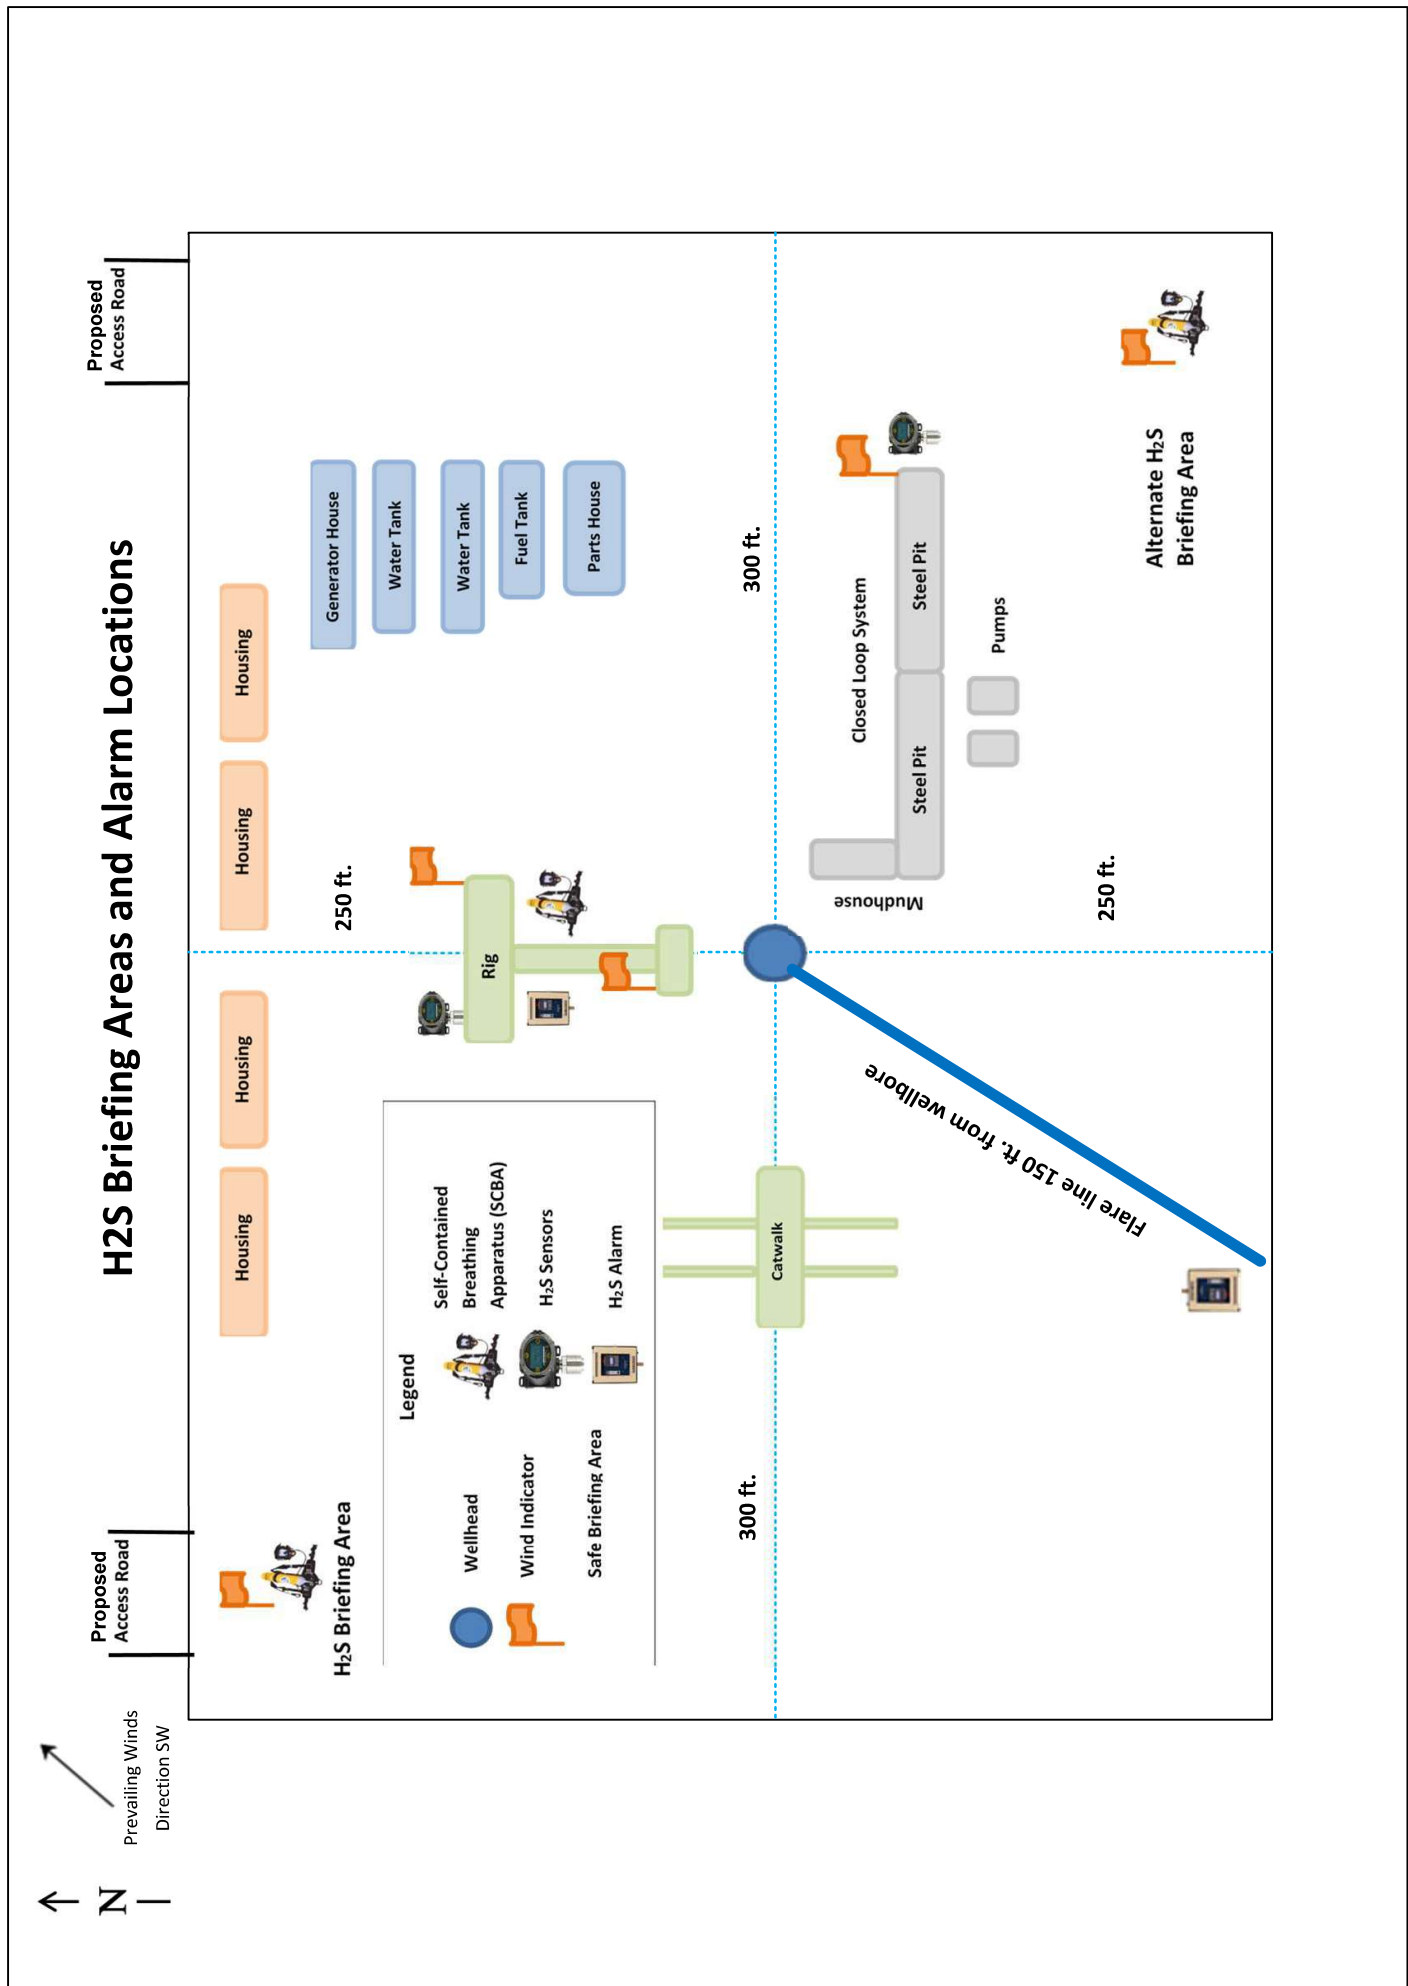 H2S Briefing Areas and Alarm Locations
N
Prevailing Winds
Direction SW
Proposed
Access Road
Proposed
Access Road
H₂S Briefing Area
Housing
Housing
Housing
Housing
250 ft.
Generator House
Water Tank
Water Tank
Fuel Tank
Parts House
Rig
Legend
Wellhead
Wind Indicator
Safe Briefing Area
Self-Contained
Breathing
Apparatus (SCBA)
H₂S Sensors
H₂S Alarm
300 ft.
Catwalk
300 ft.
Mudhouse
Closed Loop System
Steel Pit
Steel Pit
Pumps
Flare line 150 ft. from wellbore
250 ft.
Alternate H₂S
Briefing Area